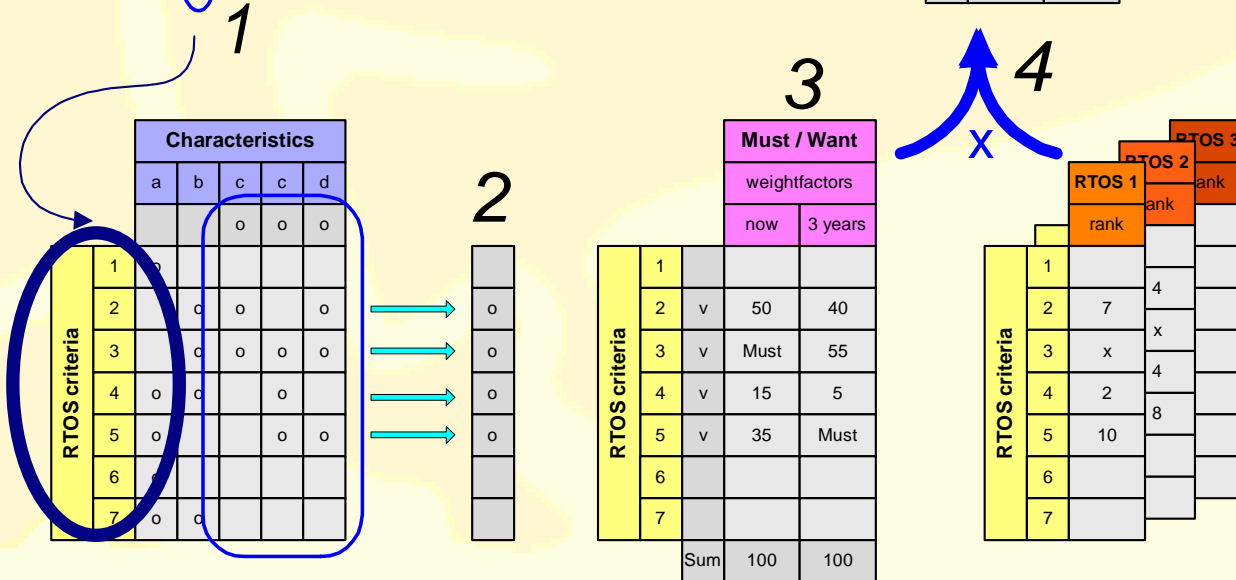 1
2
3
4
x
Characteristics
a b c c d
o o o
RTOS criteria
1 o
2 o o o
3 o o o o
4 o o o
5 o o o
6 o
7 o o
o
o
o
o
Must / Want
weightfactors
now 3 years
RTOS criteria
1
2 v 50 40
3 v Must 55
4 v 15 5
5 v 35 Must
6
7
Sum 100 100
RTOS 1
rank
RTOS criteria
1
2 7
3 x
4 2
5 10
6
7
RTOS 2
ank
4
x
4
8
RTOS 3
ank